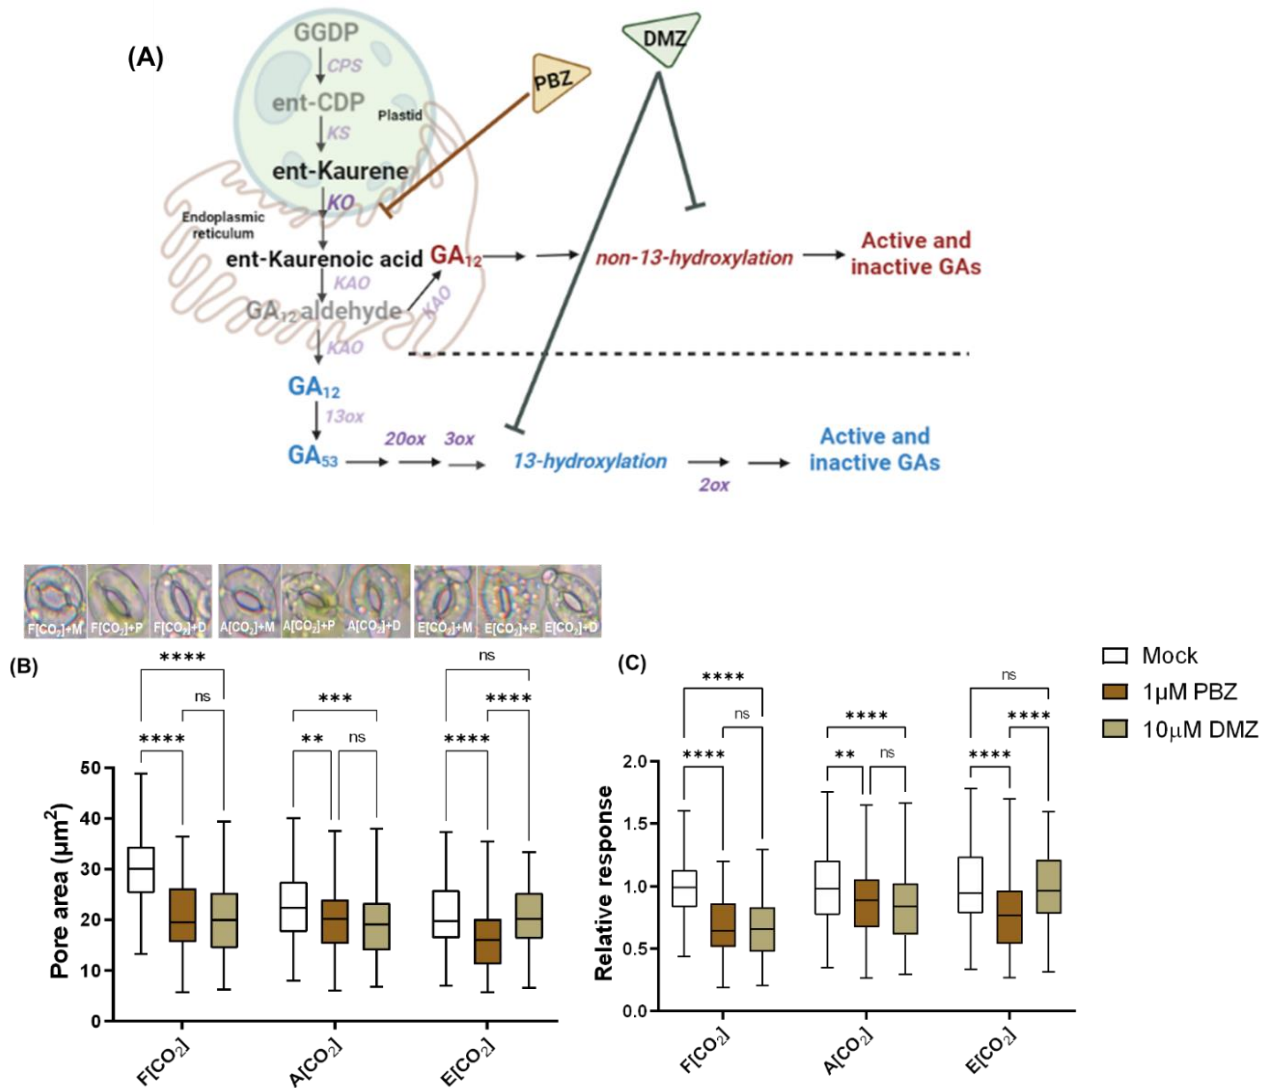 (A)
GGDP
CPS
ent-CDP
Plastid
KS
ent-Kaurene
KO
PBZ
DMZ
Endoplasmic
reticulum
ent-Kaurenoic acid
GA12
non-13-hydroxylation
Active and
inactive GAs
KAO
GA12 aldehyde
KAO
KAO
GA12
13ox
GA53
20ox
3ox
13-hydroxylation
2ox
Active and
inactive GAs
F[CO2]+M
F[CO2]+P
F[CO2]+D
A[CO2]+M
A[CO2]+P
A[CO2]+D
E[CO2]+M
E[CO2]+P
E[CO2]+D
(B)
****
ns
****
***
**
ns
ns
****
****
Pore area (µm2)
50
40
30
20
10
0
F[CO2]
A[CO2]
E[CO2]
(C)
****
ns
****
****
**
ns
ns
****
****
Relative response
2.0
1.5
1.0
0.5
0.0
F[CO2]
A[CO2]
E[CO2]
Mock
1µM PBZ
10µM DMZ